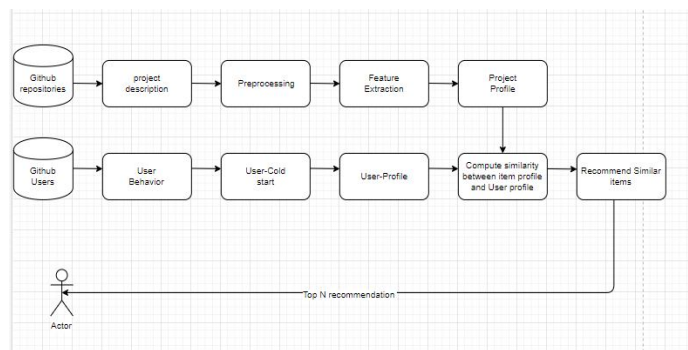 Github
repositories
project
description
Preprocessing
Feature
Extraction
Project
Profile
Github
Users
User
Behavior
User-Cold
start
User-Profile
Compute similarity
between item profile
and User profile
Recommend Similar
items
Top N recommendation
Actor